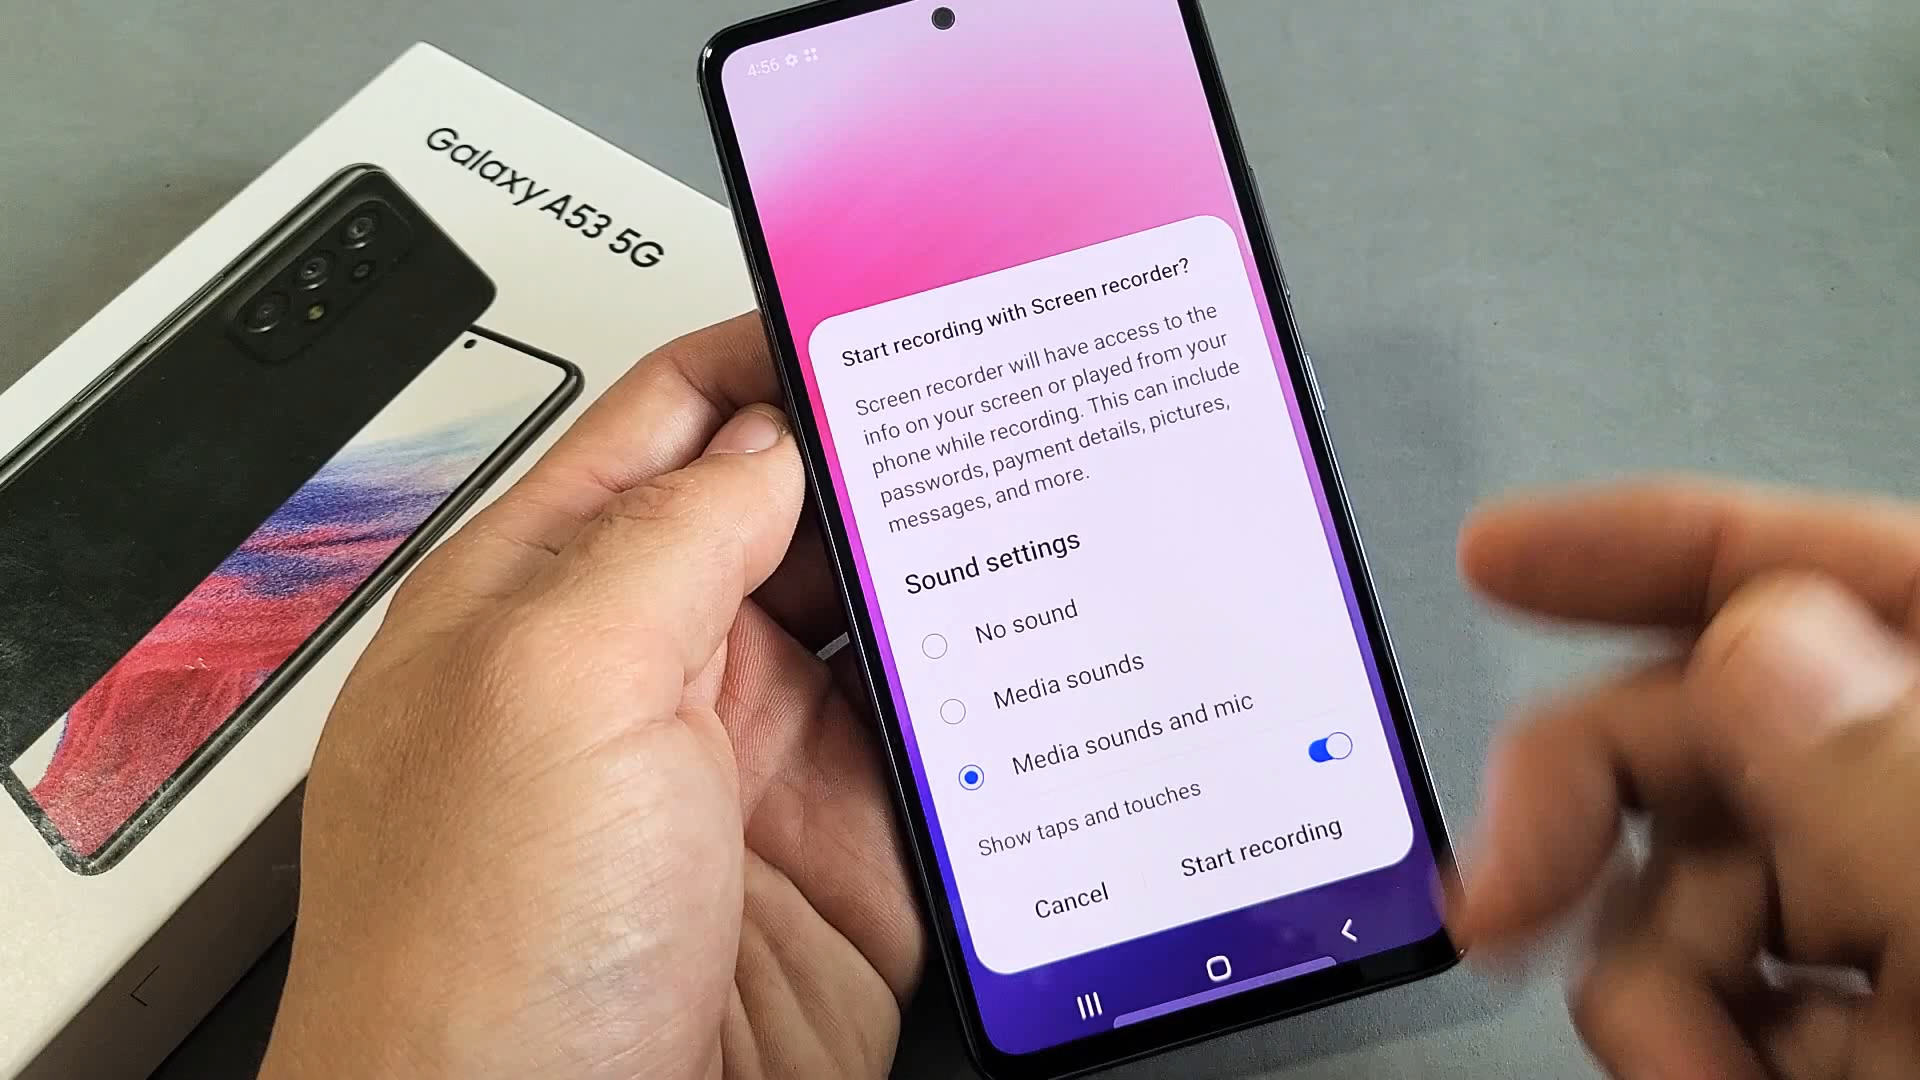 Galaxy A53 5G
4:56
Start recording with Screen recorder?
Screen recorder will have access to the
info on your screen or played from your
phone while recording. This can include
passwords, payment details, pictures,
messages, and more.
Sound settings
No sound
Media sounds
Media sounds and mic
Show taps and touches
Cancel
Start recording